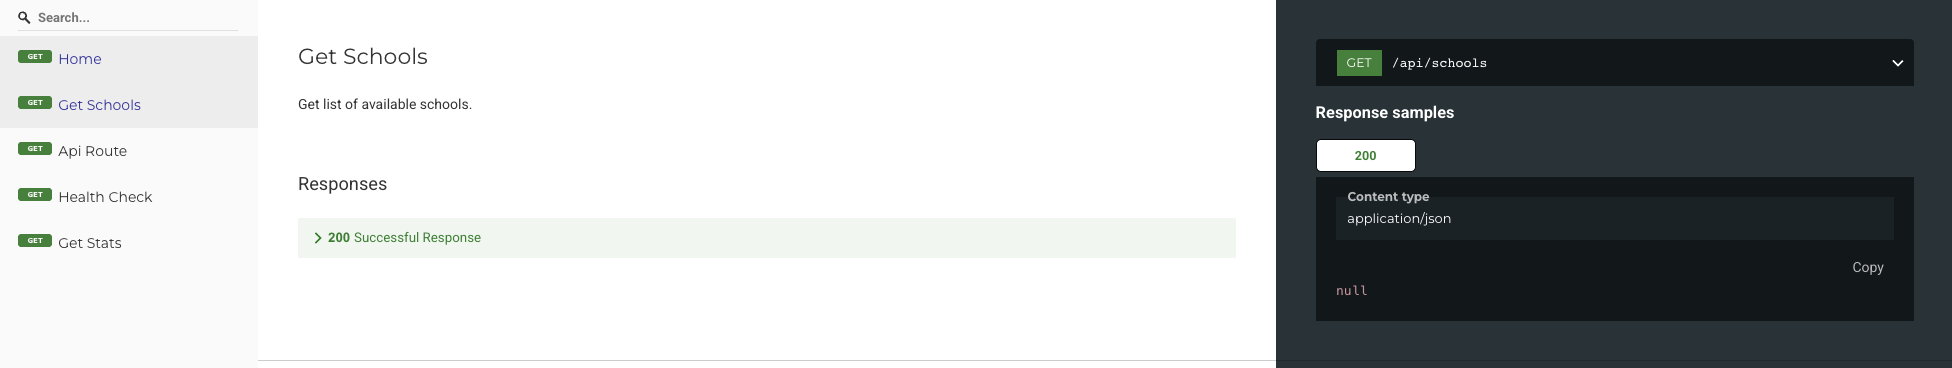 Search...
GET Home
GET Get Schools
GET Api Route
GET Health Check
GET Get Stats
Get Schools
Get list of available schools.
Responses
200 Successful Response
GET /api/schools
Response samples
200
Content type
application/json
Copy
null